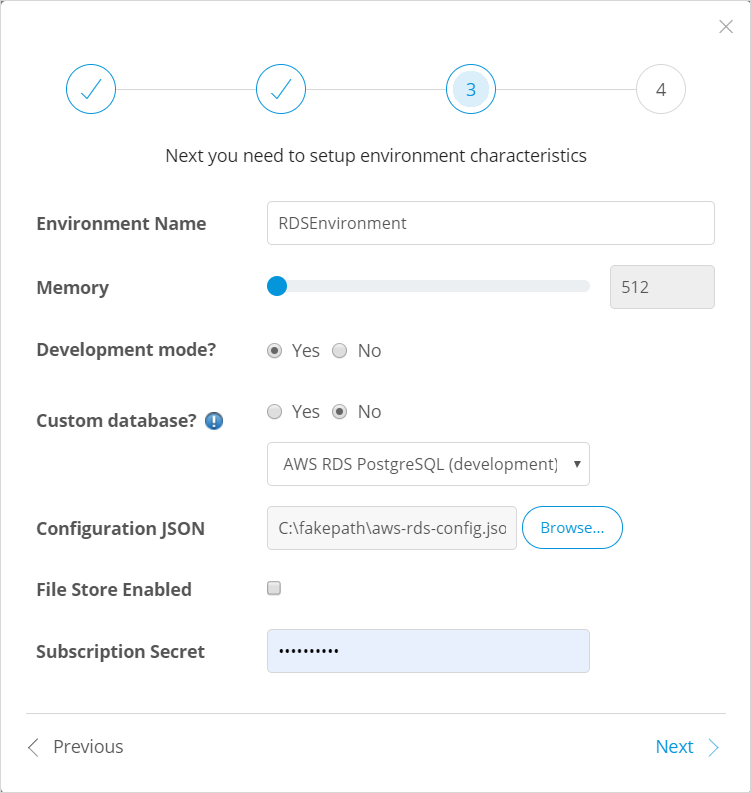 3
4
Next you need to setup environment characteristics
Environment Name
RDSEnvironment
Memory
512
Development mode?
Yes
No
Custom database?
Yes
No
AWS RDS PostgreSQL (development)
Configuration JSON
C:\fakepath\aws-rds-config.jso
Browse...
File Store Enabled
Subscription Secret
••••••••••
Previous
Next